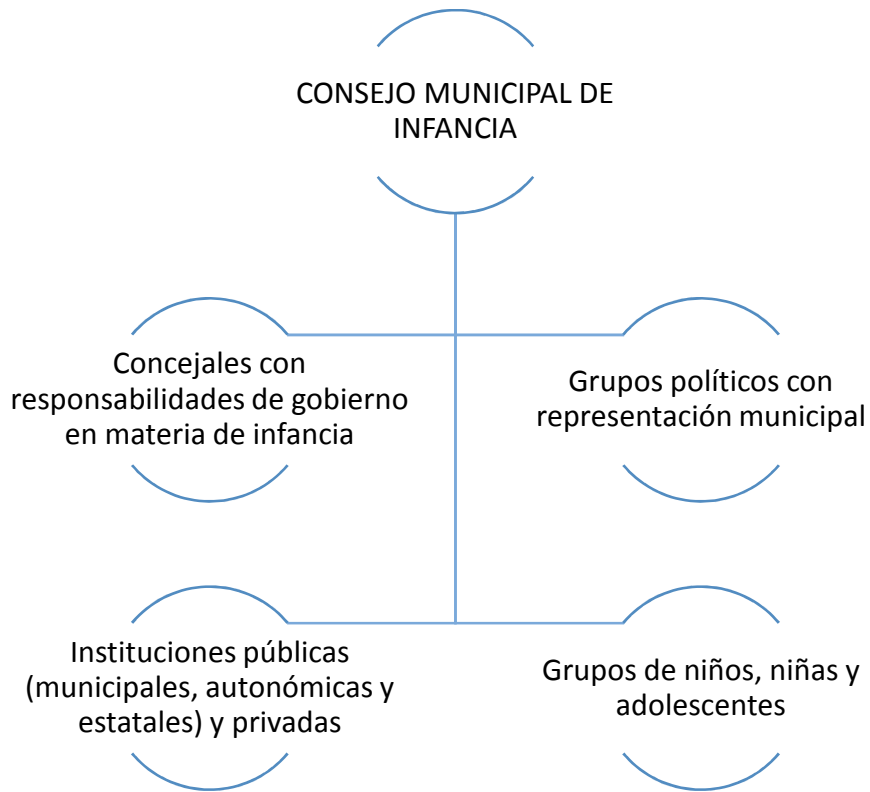 CONSEJO MUNICIPAL DE
INFANCIA
Concejales con
responsabilidades de gobierno
en materia de infancia
Grupos políticos con
representación municipal
Instituciones públicas
(municipales, autonómicas y
estatales) y privadas
Grupos de niños, niñas y
adolescentes